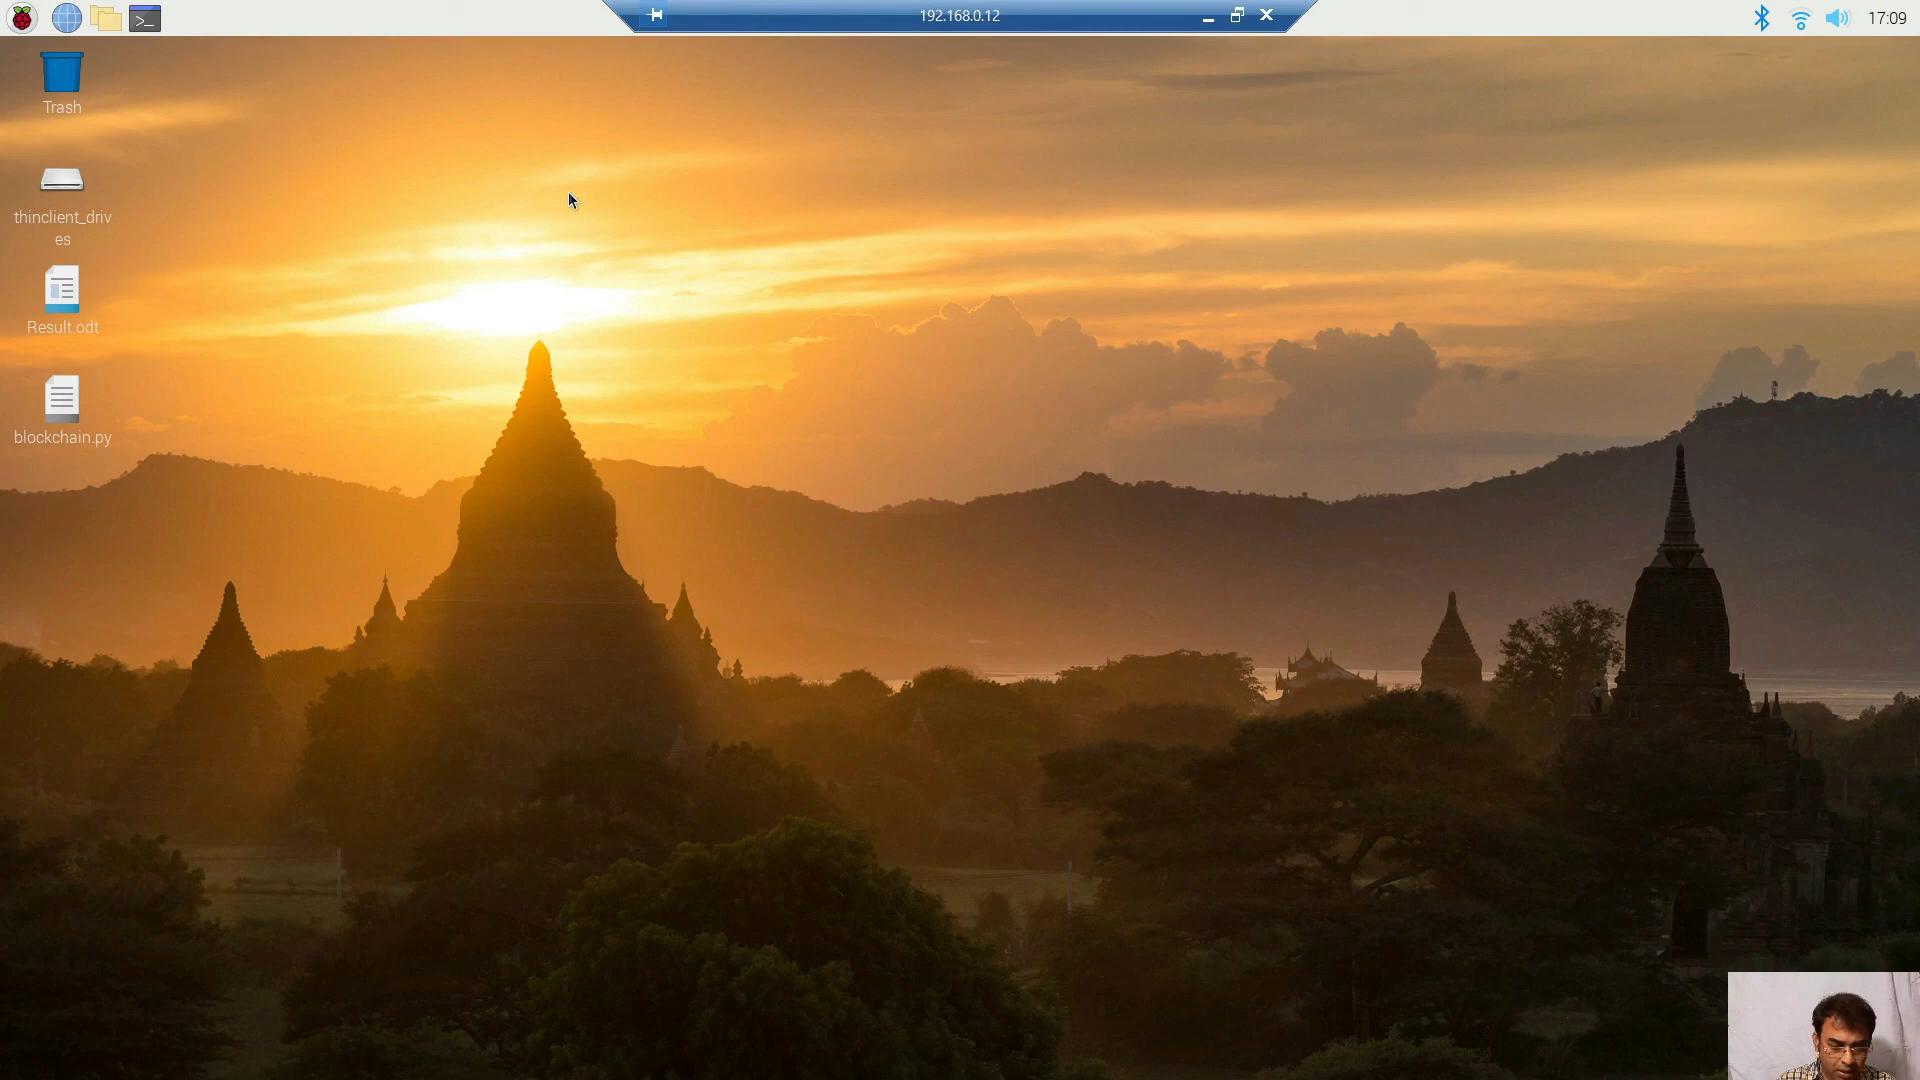 192.168.0.12
17:09
Trash
thinclient_driv
es
Result.odt
blockchain.py